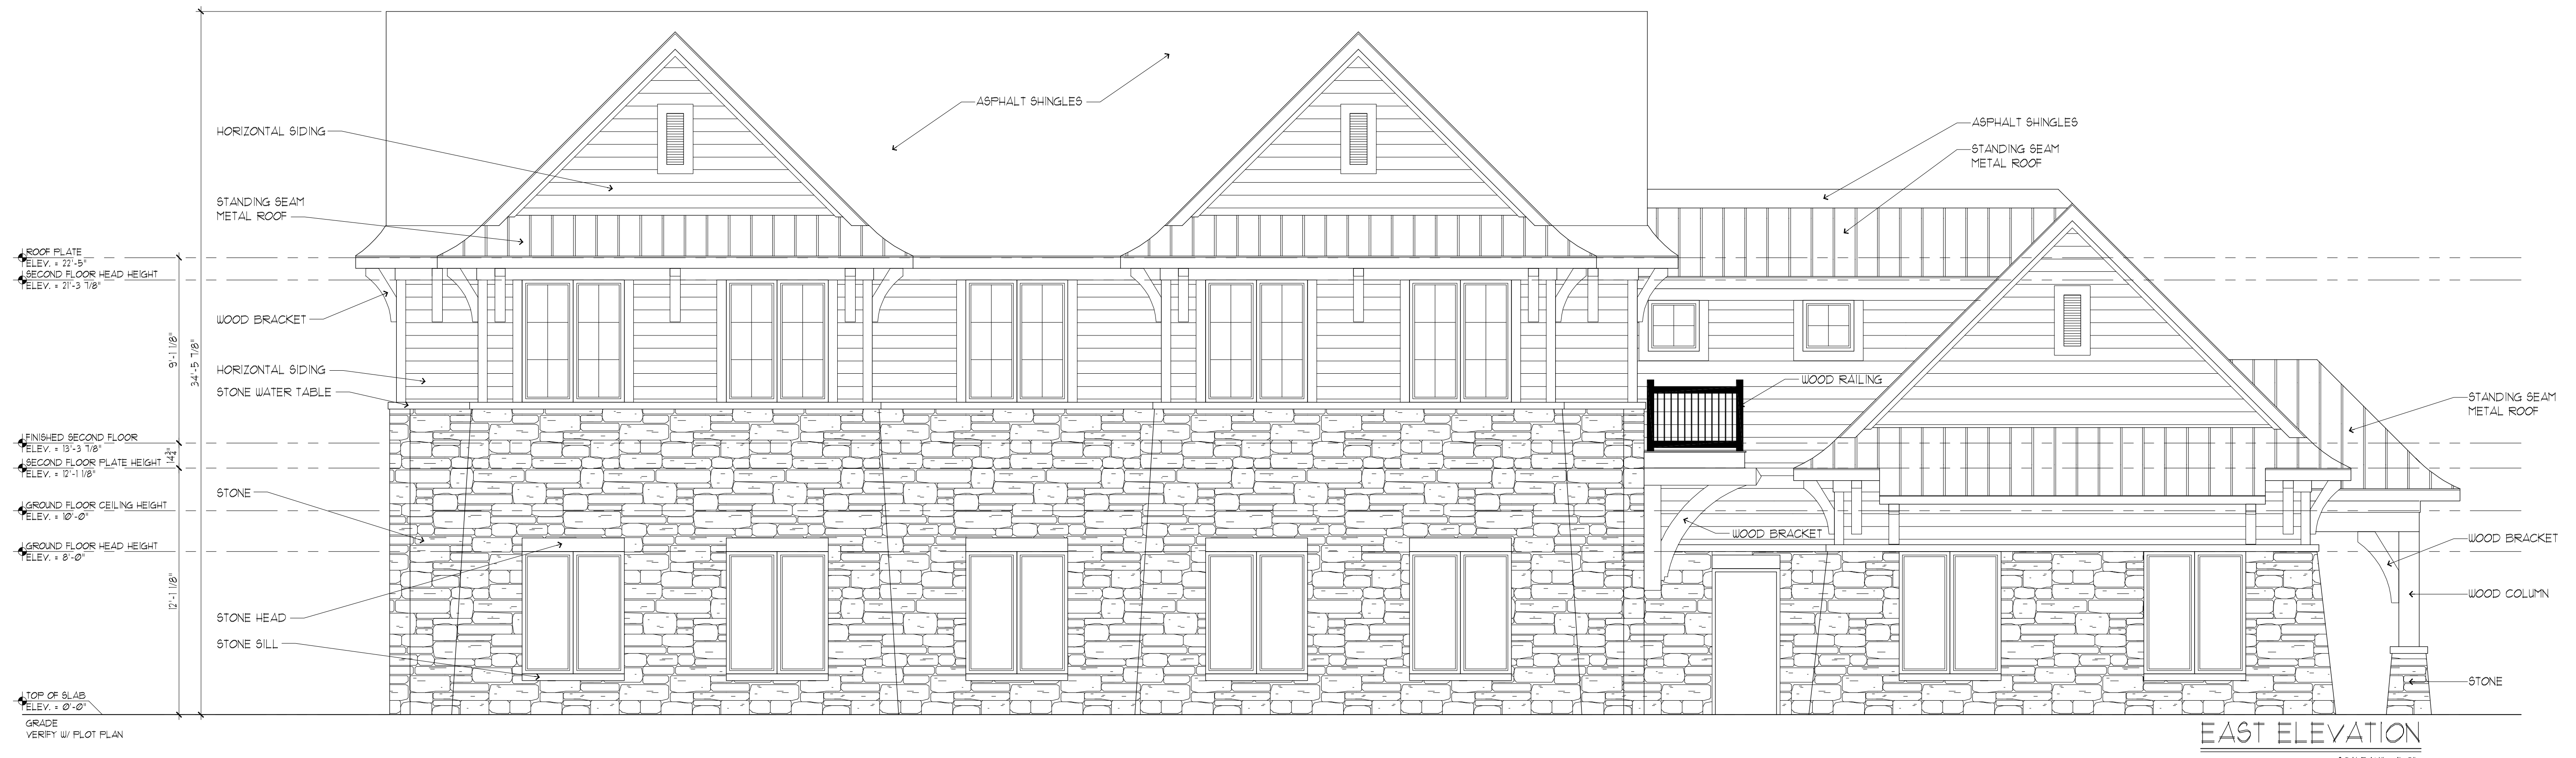 ASPHALT SHINGLES
HORIZONTAL SIDING
ASPHALT SHINGLES
STANDING SEAM
METAL ROOF
STANDING SEAM
METAL ROOF
ROOF PLATE
ELEV. = 22'-5"
SECOND FLOOR HEAD HEIGHT
ELEV. = 21'-3 7/8"
WOOD BRACKET
9'-1 1/8"
34'-5 7/8"
HORIZONTAL SIDING
STONE WATER TABLE
WOOD RAILING
STANDING SEAM
METAL ROOF
FINISHED SECOND FLOOR
ELEV. = 13'-3 7/8"
SECOND FLOOR PLATE HEIGHT
ELEV. = 12'-1 1/8"
STONE
GROUND FLOOR CEILING HEIGHT
ELEV. = 10'-0"
WOOD BRACKET
WOOD BRACKET
GROUND FLOOR HEAD HEIGHT
ELEV. = 8'-0"
12'-1 1/8"
WOOD COLUMN
STONE HEAD
STONE SILL
STONE
TOP OF SLAB
ELEV. = 0'-0"
GRADE
VERIFY W/ PLOT PLAN
EAST ELEVATION